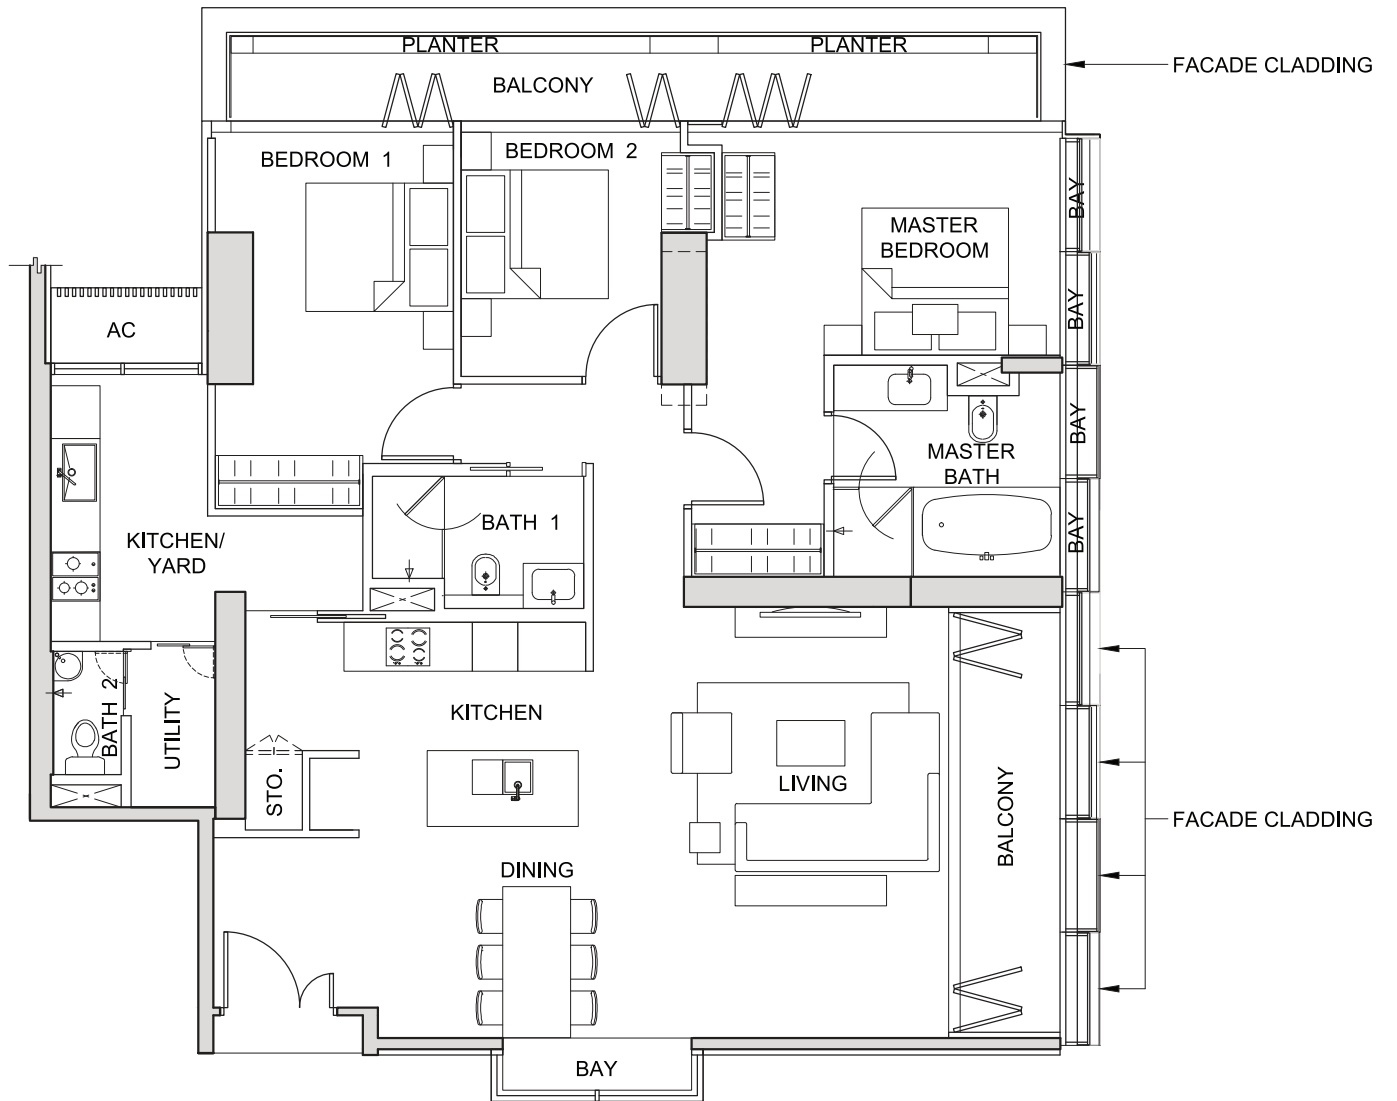 PLANTER
PLANTER
FACADE CLADDING
BALCONY
BEDROOM 1
BEDROOM 2
BAY
MASTER
BEDROOM
BAY
AC
BAY
MASTER
BATH
BATH 1
BAY
KITCHEN/
YARD
BATH 2
UTILITY
KITCHEN
STO.
LIVING
BALCONY
FACADE CLADDING
DINING
BAY